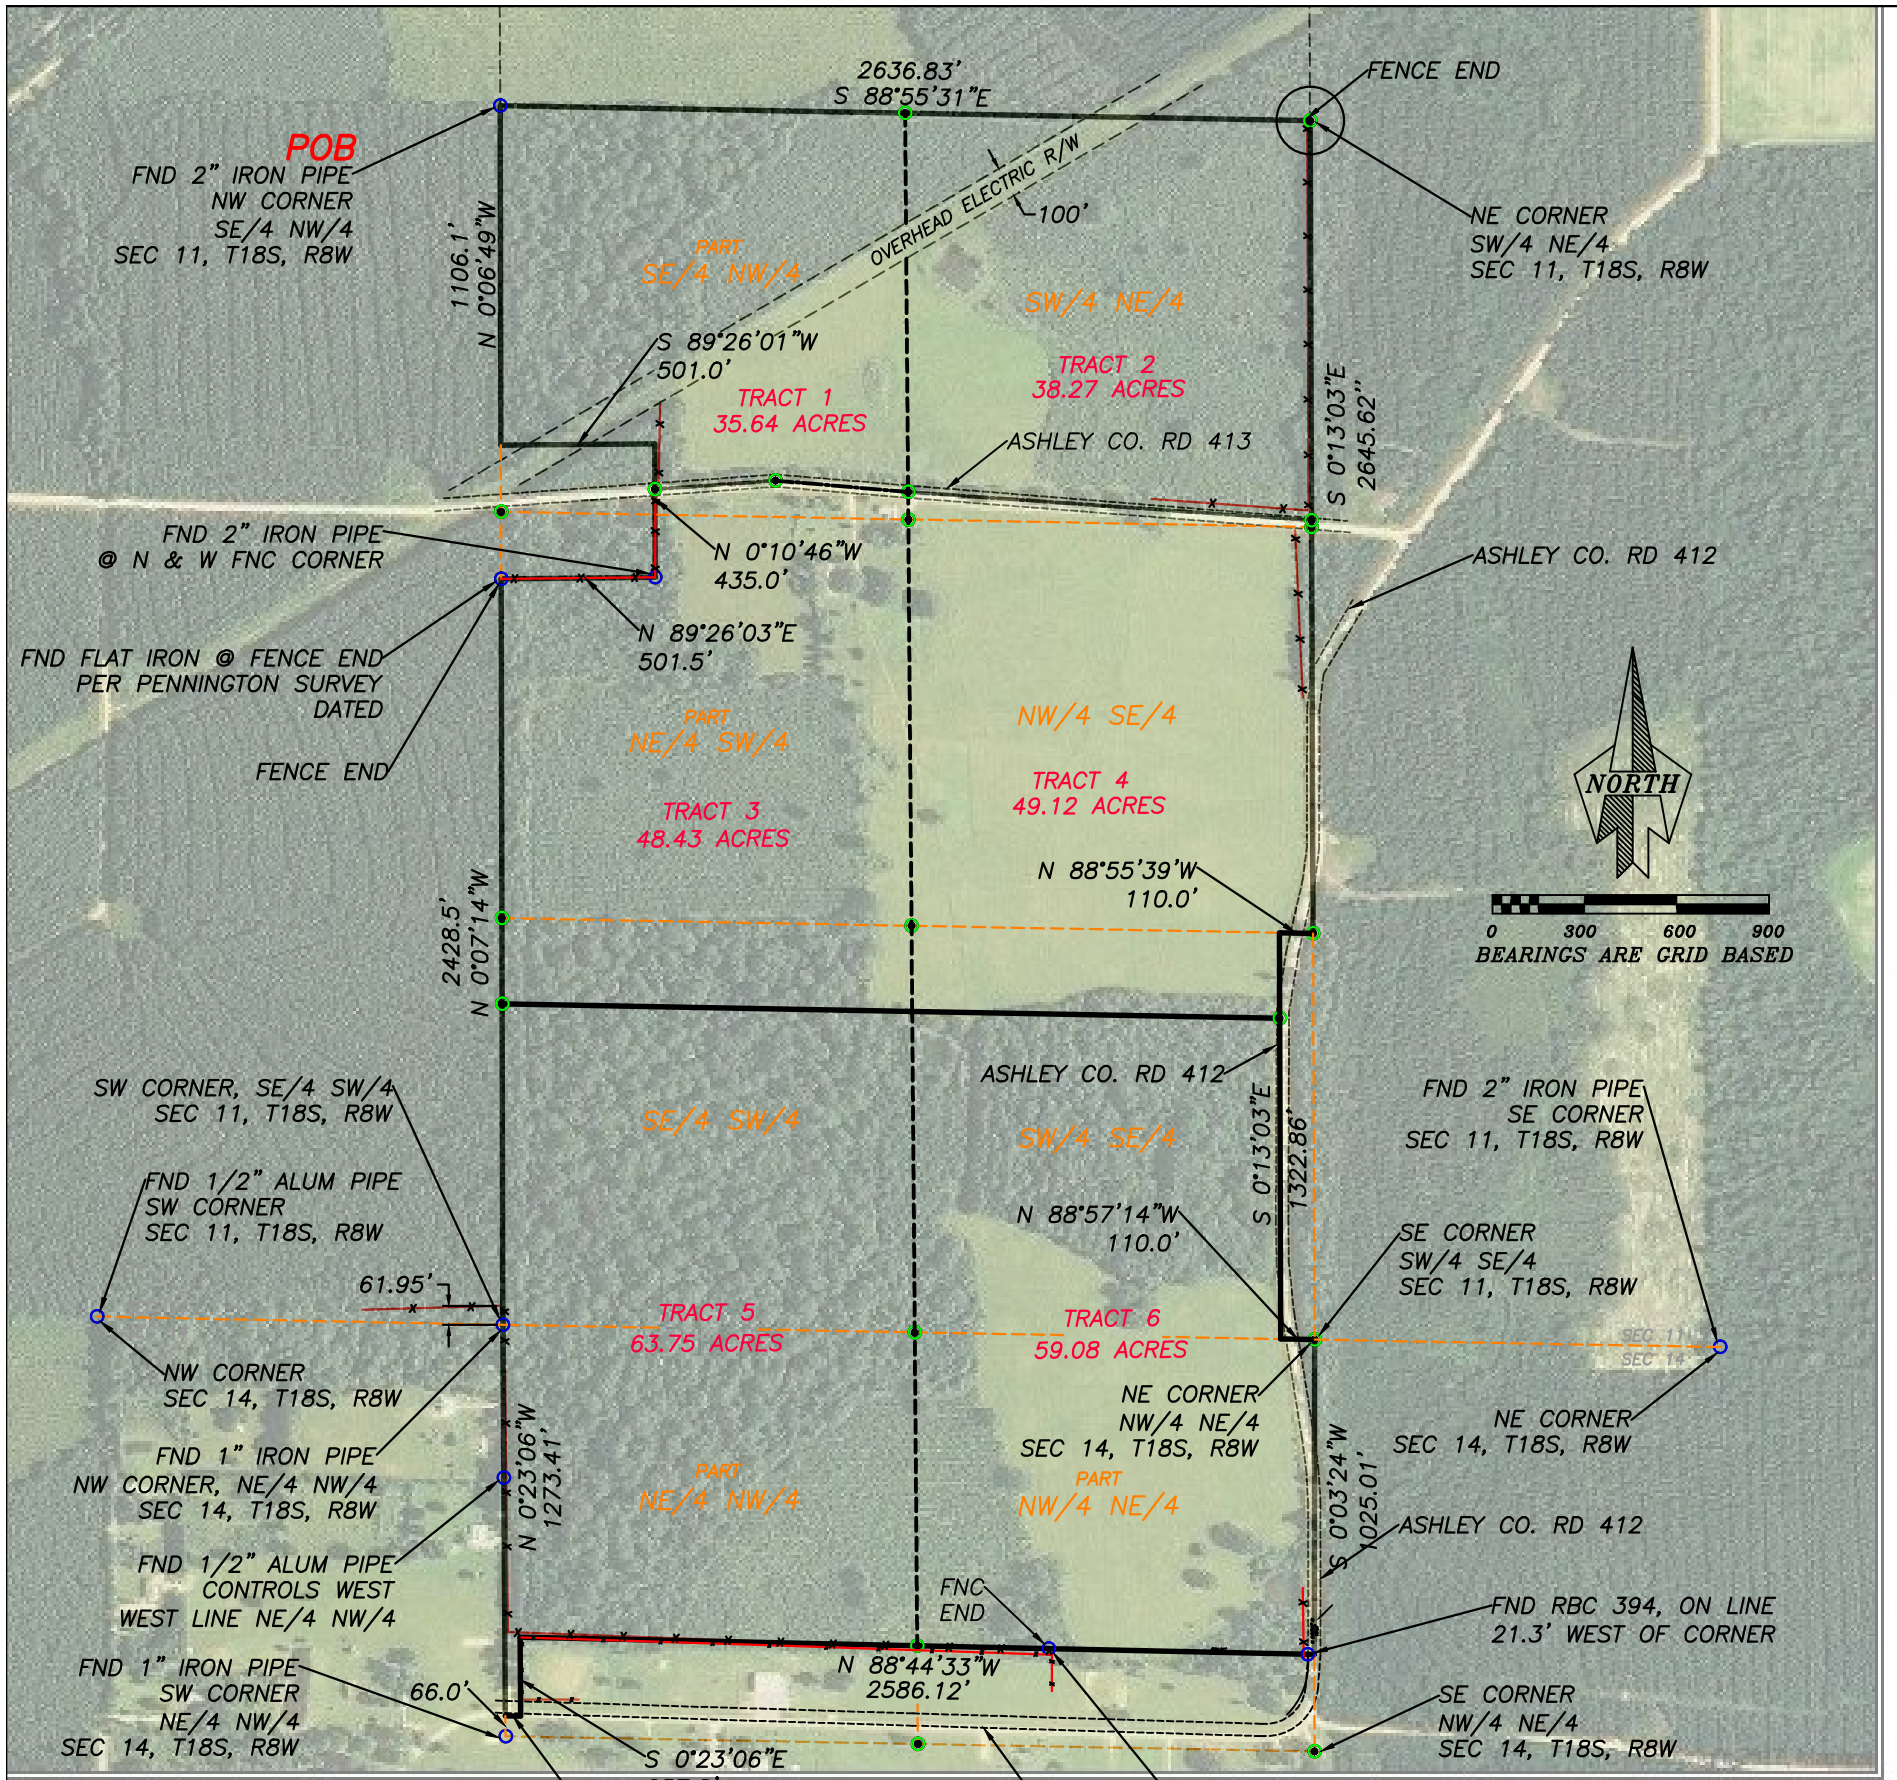 2636.83'
S 88°55'31"E
FENCE END
POB
FND 2" IRON PIPE
NW CORNER
SE/4 NW/4
SEC 11, T18S, R8W
1106.1'
N 0°06'49"W
OVERHEAD ELECTRIC R/W
100'
NE CORNER
SW/4 NE/4
SEC 11, T18S, R8W
PART
SE/4 NW/4
SW/4 NE/4
S 89°26'01"W
501.0'
TRACT 1
35.64 ACRES
TRACT 2
38.27 ACRES
S 0°13'03"E
2645.62"
ASHLEY CO. RD 413
FND 2" IRON PIPE
@ N & W FNC CORNER
N 0°10'46"W
435.0'
ASHLEY CO. RD 412
N 89°26'03"E
501.5'
FND FLAT IRON @ FENCE END
PER PENNINGTON SURVEY
DATED
FENCE END
PART
NE/4 SW/4
NW/4 SE/4
TRACT 3
48.43 ACRES
TRACT 4
49.12 ACRES
NORTH
0 300 600 900
BEARINGS ARE GRID BASED
N 88°55'39"W
110.0'
2428.5'
N 0°07'14"W
ASHLEY CO. RD 412
SW CORNER, SE/4 SW/4
SEC 11, T18S, R8W
FND 2" IRON PIPE
SE CORNER
SEC 11, T18S, R8W
SE/4 SW/4
SW/4 SE/4
S 0°13'03"E
1322.86'
FND 1/2" ALUM PIPE
SW CORNER
SEC 11, T18S, R8W
N 88°57'14"W
110.0'
SE CORNER
SW/4 SE/4
SEC 11, T18S, R8W
61.95'
TRACT 5
63.75 ACRES
TRACT 6
59.08 ACRES
SEC 11
SEC 14
NW CORNER
SEC 14, T18S, R8W
NE CORNER
NW/4 NE/4
SEC 14, T18S, R8W
NE CORNER
SEC 14, T18S, R8W
FND 1" IRON PIPE
NW CORNER, NE/4 NW/4
SEC 14, T18S, R8W
N 0°23'06"W
1273.41'
PART
NE/4 NW/4
PART
NW/4 NE/4
S 0°03'24"W
1025.01'
ASHLEY CO. RD 412
FND 1/2" ALUM PIPE
CONTROLS WEST
WEST LINE NE/4 NW/4
FNC
END
FND RBC 394, ON LINE
21.3' WEST OF CORNER
N 88°44'33"W
2586.12'
FND 1" IRON PIPE
SW CORNER
NE/4 NW/4
SEC 14, T18S, R8W
66.0'
SE CORNER
NW/4 NE/4
SEC 14, T18S, R8W
S 0°23'06"E